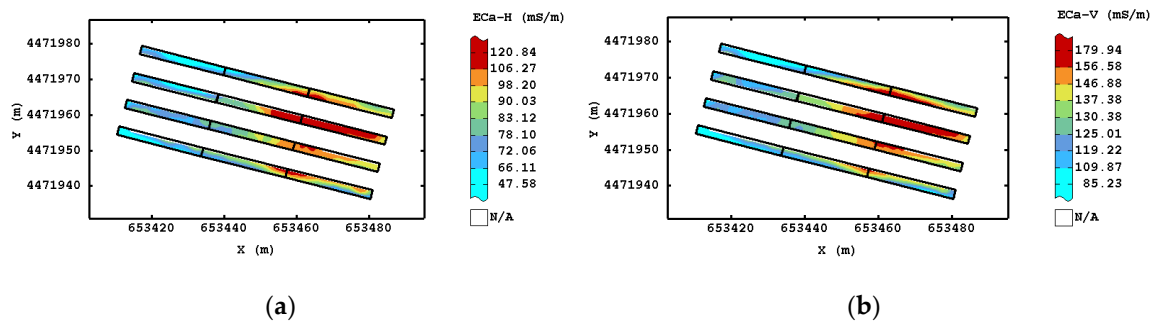 ECa-H (mS/m)
120.84
106.27
98.20
90.03
83.12
78.10
72.06
66.11
47.58
N/A
4471980
4471970
4471960
4471950
4471940
Y (m)
653420 653440 653460 653480
X (m)
(a)
ECa-V (mS/m)
179.94
156.58
146.88
137.38
125.01
119.22
109.87
85.23
N/A
4471980
4471970
4471960
4471950
4471940
Y (m)
653420 653440 653460 653480
X (m)
(b)